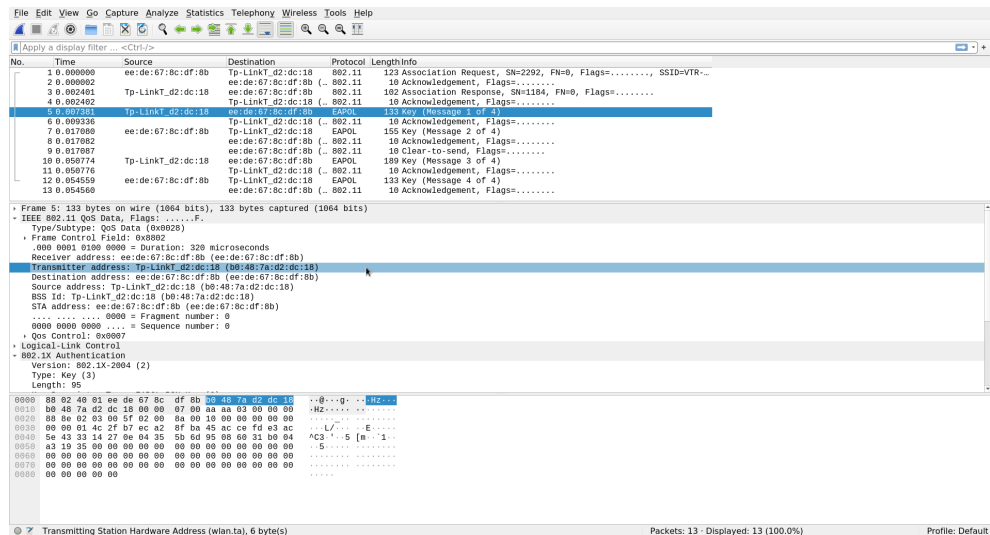 File Edit View Go Capture Analyze Statistics Telephony Wireless Tools Help
Apply a display filter ... <Ctrl-/>
No. Time Source Destination Protocol Length Info
1 0.000000 ee:de:67:8c:df:8b Tp-LinkT_d2:dc:18 802.11 123 Association Request, SN=2292, FN=0, Flags=........, SSID=VTR-…
2 0.000002 ee:de:67:8c:df:8b (… 802.11 10 Acknowledgement, Flags=........
3 0.002401 Tp-LinkT_d2:dc:18 ee:de:67:8c:df:8b 802.11 102 Association Response, SN=1184, FN=0, Flags=........
4 0.002402 Tp-LinkT_d2:dc:18 (… 802.11 10 Acknowledgement, Flags=........
5 0.007381 Tp-LinkT_d2:dc:18 ee:de:67:8c:df:8b EAPOL 133 Key (Message 1 of 4)
6 0.009336 Tp-LinkT_d2:dc:18 (… 802.11 10 Acknowledgement, Flags=........
7 0.017080 ee:de:67:8c:df:8b Tp-LinkT_d2:dc:18 EAPOL 155 Key (Message 2 of 4)
8 0.017082 ee:de:67:8c:df:8b (… 802.11 10 Acknowledgement, Flags=........
9 0.017087 ee:de:67:8c:df:8b (… 802.11 10 Clear-to-send, Flags=........
10 0.050774 Tp-LinkT_d2:dc:18 ee:de:67:8c:df:8b EAPOL 189 Key (Message 3 of 4)
11 0.050776 Tp-LinkT_d2:dc:18 (… 802.11 10 Acknowledgement, Flags=........
12 0.054559 ee:de:67:8c:df:8b Tp-LinkT_d2:dc:18 EAPOL 133 Key (Message 4 of 4)
13 0.054560 ee:de:67:8c:df:8b (… 802.11 10 Acknowledgement, Flags=........
Frame 5: 133 bytes on wire (1064 bits), 133 bytes captured (1064 bits)
IEEE 802.11 QoS Data, Flags: ......F.
Type/Subtype: QoS Data (0x0028)
Frame Control Field: 0x8802
.000 0001 0100 0000 = Duration: 320 microseconds
Receiver address: ee:de:67:8c:df:8b (ee:de:67:8c:df:8b)
Transmitter address: Tp-LinkT_d2:dc:18 (b0:48:7a:d2:dc:18)
Destination address: ee:de:67:8c:df:8b (ee:de:67:8c:df:8b)
Source address: Tp-LinkT_d2:dc:18 (b0:48:7a:d2:dc:18)
BSS Id: Tp-LinkT_d2:dc:18 (b0:48:7a:d2:dc:18)
STA address: ee:de:67:8c:df:8b (ee:de:67:8c:df:8b)
.... .... .... 0000 = Fragment number: 0
0000 0000 0000 .... = Sequence number: 0
Qos Control: 0x0007
Logical-Link Control
802.1X Authentication
Version: 802.1X-2004 (2)
Type: Key (3)
Length: 95
0000 88 02 40 01 ee de 67 8c df 8b b0 48 7a d2 dc 18 ··@···g· ···Hz···
0010 b0 48 7a d2 dc 18 00 00 07 00 aa aa 03 00 00 00 ·Hz····· ········
0020 88 8e 02 03 00 5f 02 00 8a 00 10 00 00 00 00 00 ·····_·· ········
0030 00 00 01 4c 2f b7 ec a2 8f ba 45 ac ce fd e3 ac ···L/··· ··E·····
0040 5e 43 33 14 27 0e 04 35 5b 6d 95 08 60 31 b0 04 ^C3·'··5 [m··`1··
0050 a3 19 35 00 00 00 00 00 00 00 00 00 00 00 00 00 ··5····· ········
0060 00 00 00 00 00 00 00 00 00 00 00 00 00 00 00 00 ········ ········
0070 00 00 00 00 00 00 00 00 00 00 00 00 00 00 00 00 ········ ········
0080 00 00 00 00 00 ·····
Transmitting Station Hardware Address (wlan.ta), 6 byte(s) Packets: 13 · Displayed: 13 (100.0%) Profile: Default